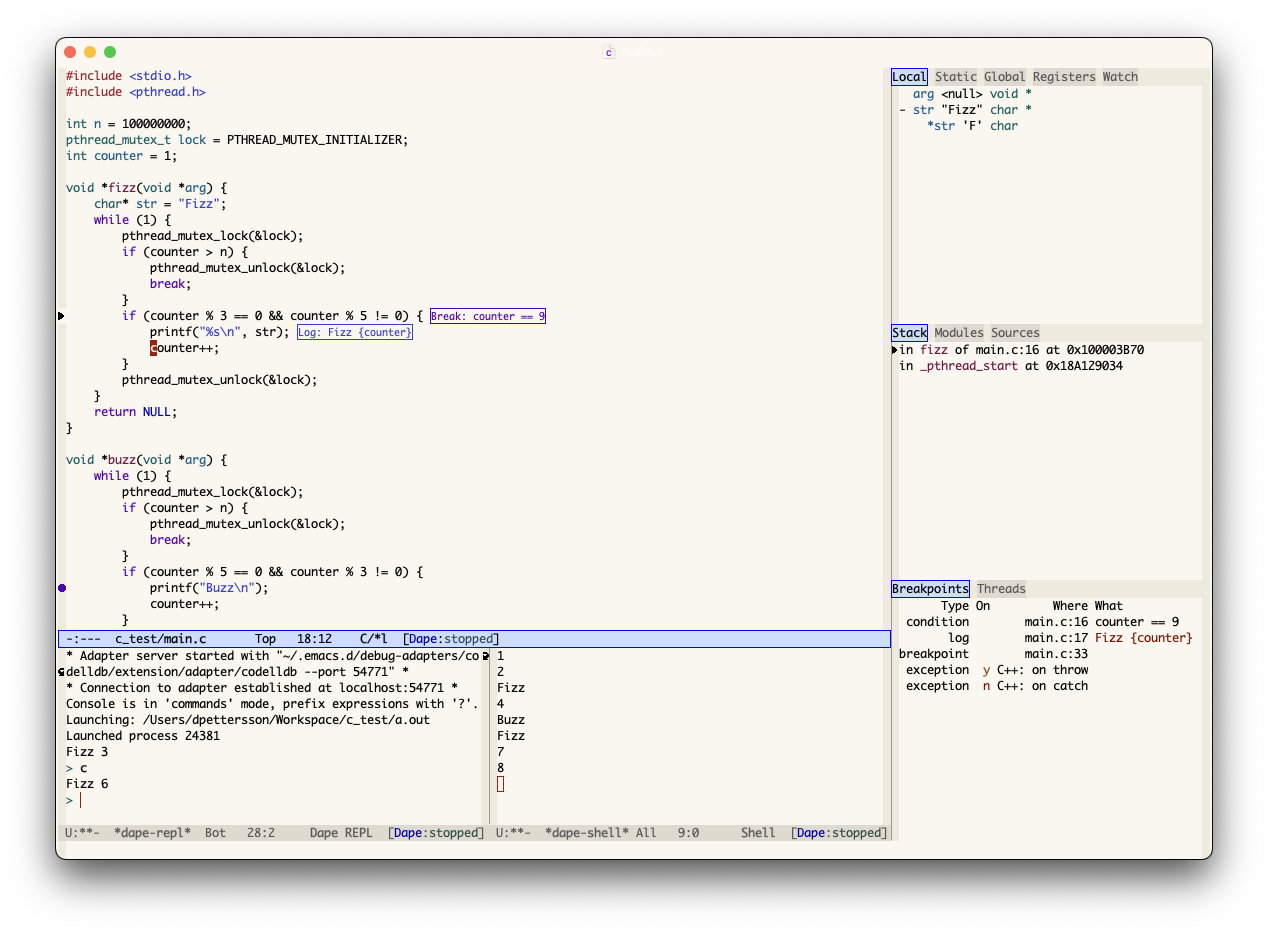 #include <stdio.h>
#include <pthread.h>
int n = 100000000;
pthread_mutex_t lock = PTHREAD_MUTEX_INITIALIZER;
int counter = 1;
void *fizz(void *arg) {
char* str = "Fizz";
while (1) {
pthread_mutex_lock(&lock);
if (counter > n) {
pthread_mutex_unlock(&lock);
break;
}
if (counter % 3 == 0 && counter % 5 != 0) { Break: counter == 9
printf("%s\n", str); Log: Fizz {counter}
counter++;
}
pthread_mutex_unlock(&lock);
}
return NULL;
}
void *buzz(void *arg) {
while (1) {
pthread_mutex_lock(&lock);
if (counter > n) {
pthread_mutex_unlock(&lock);
break;
}
if (counter % 5 == 0 && counter % 3 != 0) {
printf("Buzz\n");
counter++;
}
-:--- c_test/main.c Top 18:12 C/*l [Dape:stopped]
* Adapter server started with "~/.emacs.d/debug-adapters/co
delldb/extension/adapter/codelldb --port 54771" *
* Connection to adapter established at localhost:54771 *
Console is in 'commands' mode, prefix expressions with '?'.
Launching: /Users/dpettersson/Workspace/c_test/a.out
Launched process 24381
Fizz 3
> c
Fizz 6
>
U:**- *dape-repl* Bot 28:2 Dape REPL [Dape:stopped]
1
2
Fizz
4
Buzz
Fizz
7
8
U:**- *dape-shell* All 9:0 Shell [Dape:stopped]
Local Static Global Registers Watch
arg <null> void *
- str "Fizz" char *
*str 'F' char
Stack Modules Sources
in fizz of main.c:16 at 0x100003B70
in _pthread_start at 0x18A129034
Breakpoints Threads
Type On Where What
condition main.c:16 counter == 9
log main.c:17 Fizz {counter}
breakpoint main.c:33
exception y C++: on throw
exception n C++: on catch